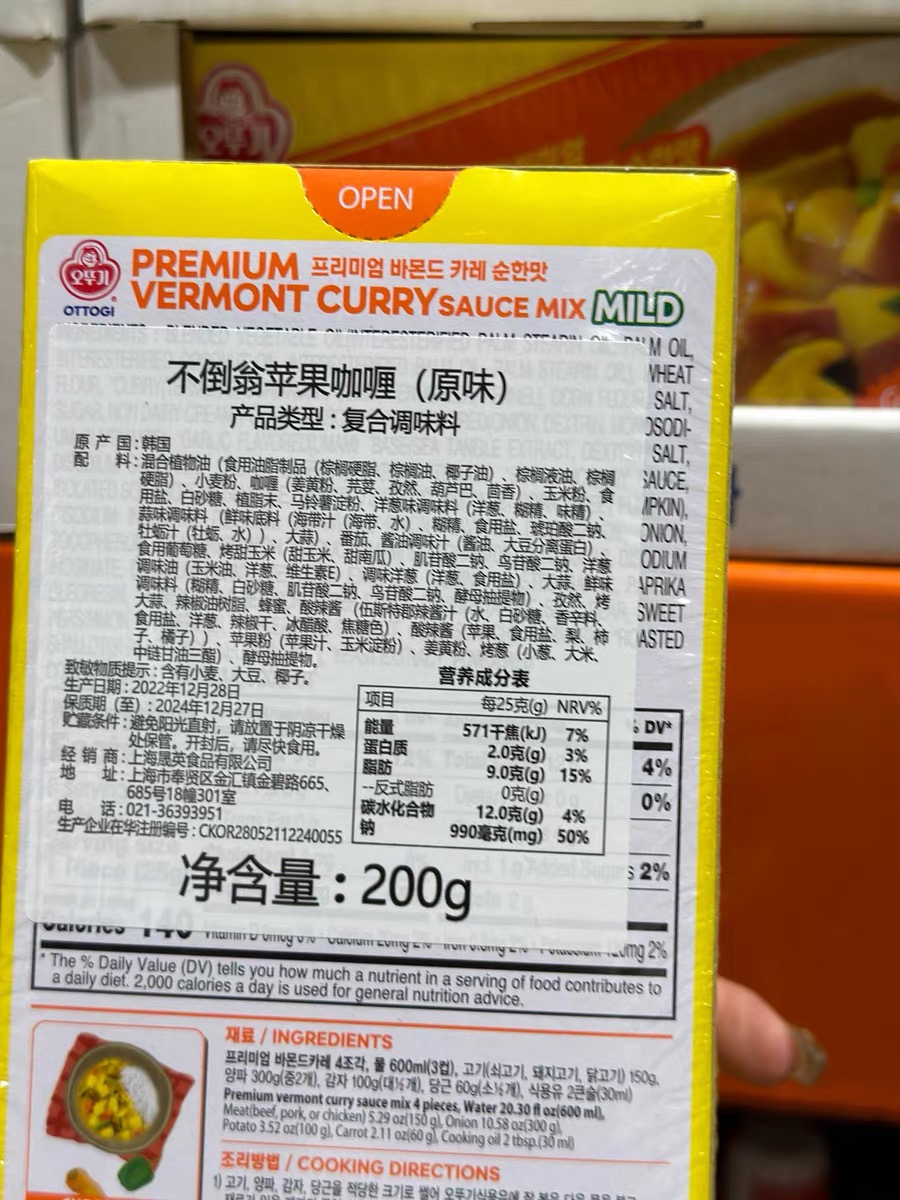 오뚜기
OPEN
오뚜기
OTTOGI
PREMIUM 프리미엄 바몬드 카레 순한맛
VERMONT CURRY SAUCE MIX MILD
PALM OIL,
WHEAT
SALT,
SALT,
SAUCE,
ONION,
SWEET
不倒翁苹果咖喱（原味）
产品类型：复合调味料
原产国：韩国
配料：混合植物油（食用油脂制品（棕榈硬脂、棕榈油、椰子油）、棕榈液油、棕榈
硬脂）、小麦粉、咖喱（姜黄粉、芫荽、孜然、葫芦巴、茴香）、玉米粉、食
用盐、白砂糖、植脂末、马铃薯淀粉、洋葱味调味料（洋葱、糊精、味精）、
蒜味调味料（鲜味底料（海带汁（海带、水）、糊精、食用盐、琥珀酸二钠、
牡蛎汁（牡蛎、水））、大蒜）、番茄、酱油调味汁（酱油、大豆分离蛋白）、
食用葡萄糖、烤甜玉米（甜玉米、甜南瓜）、肌苷酸二钠、鸟苷酸二钠、洋葱
调味油（玉米油、洋葱、维生素E）、调味洋葱（洋葱、食用盐）、大蒜、鲜味
调味料（糊精、白砂糖、肌苷酸二钠、鸟苷酸二钠、酵母抽提物）、孜然、烤
大蒜、辣椒油树脂、蜂蜜、酸辣酱（伍斯特郡辣酱汁（水、白砂糖、香辛料、
食用盐、洋葱、辣椒干、冰醋酸、焦糖色）、酸辣酱（苹果、食用盐、梨、柿
子、橘子））、苹果粉（苹果汁、玉米淀粉）、姜黄粉、烤葱（小葱、大米、
中链甘油三酯）、酵母抽提物。
致敏物质提示：含有小麦、大豆、椰子。
生产日期：2022年12月28日
保质期（至）：2024年12月27日
贮藏条件：避免阳光直射，请放置于阴凉干燥
处保管。开封后，请尽快食用。
经销商：上海晟英食品有限公司
地址：上海市奉贤区金汇镇金碧路665、
685号18幢301室
电话：021-36393951
生产企业在华注册编号：CKOR28052112240055
营养成分表
项目 每25克(g) NRV%
能量 571千焦(kJ) 7%
蛋白质 2.0克(g) 3%
脂肪 9.0克(g) 15%
--反式脂肪 0克(g)
碳水化合物 12.0克(g) 4%
钠 990毫克(mg) 50%
净含量：200g
% DV*
4%
0%
2%
Calories 140
* The % Daily Value (DV) tells you how much a nutrient in a serving of food contributes to
a daily diet. 2,000 calories a day is used for general nutrition advice.
재료 / INGREDIENTS
프리미엄 바몬드카레 4조각, 물 600ml(3컵), 고기(쇠고기, 돼지고기, 닭고기) 150g,
양파 300g(중2개), 감자 100g(대½개), 당근 60g(소½개), 식용유 2큰술(30ml)
Premium vermont curry sauce mix 4 pieces, Water 20.30 fl oz(600 ml),
Meat(beef, pork, or chicken) 5.29 oz(150 g), Onion 10.58 oz(300 g),
Potato 3.52 oz(100 g), Carrot 2.11 oz(60 g), Cooking oil 2 tbsp.(30 ml)
조리방법 / COOKING DIRECTIONS
1) 고기, 양파, 감자, 당근을 적당한 크기로 썰어